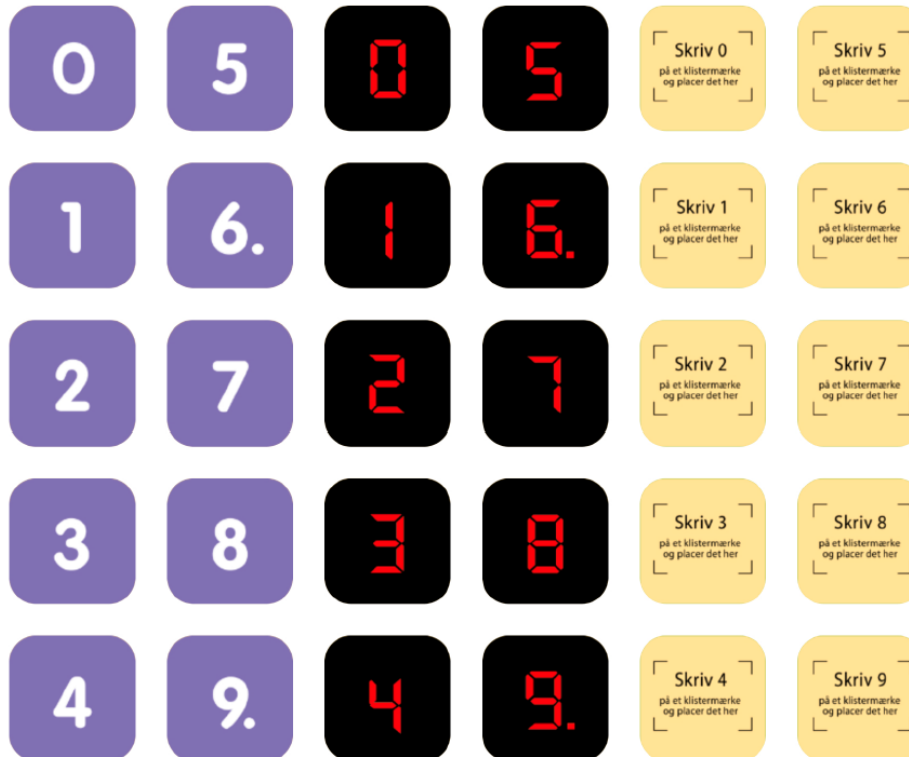 0 5 0 5
Skriv 0
på et klistermærke
og placer det her
Skriv 5
på et klistermærke
og placer det her
1 6. 1 6.
Skriv 1
på et klistermærke
og placer det her
Skriv 6
på et klistermærke
og placer det her
2 7 2 7
Skriv 2
på et klistermærke
og placer det her
Skriv 7
på et klistermærke
og placer det her
3 8 3 8
Skriv 3
på et klistermærke
og placer det her
Skriv 8
på et klistermærke
og placer det her
4 9. 4 9.
Skriv 4
på et klistermærke
og placer det her
Skriv 9
på et klistermærke
og placer det her